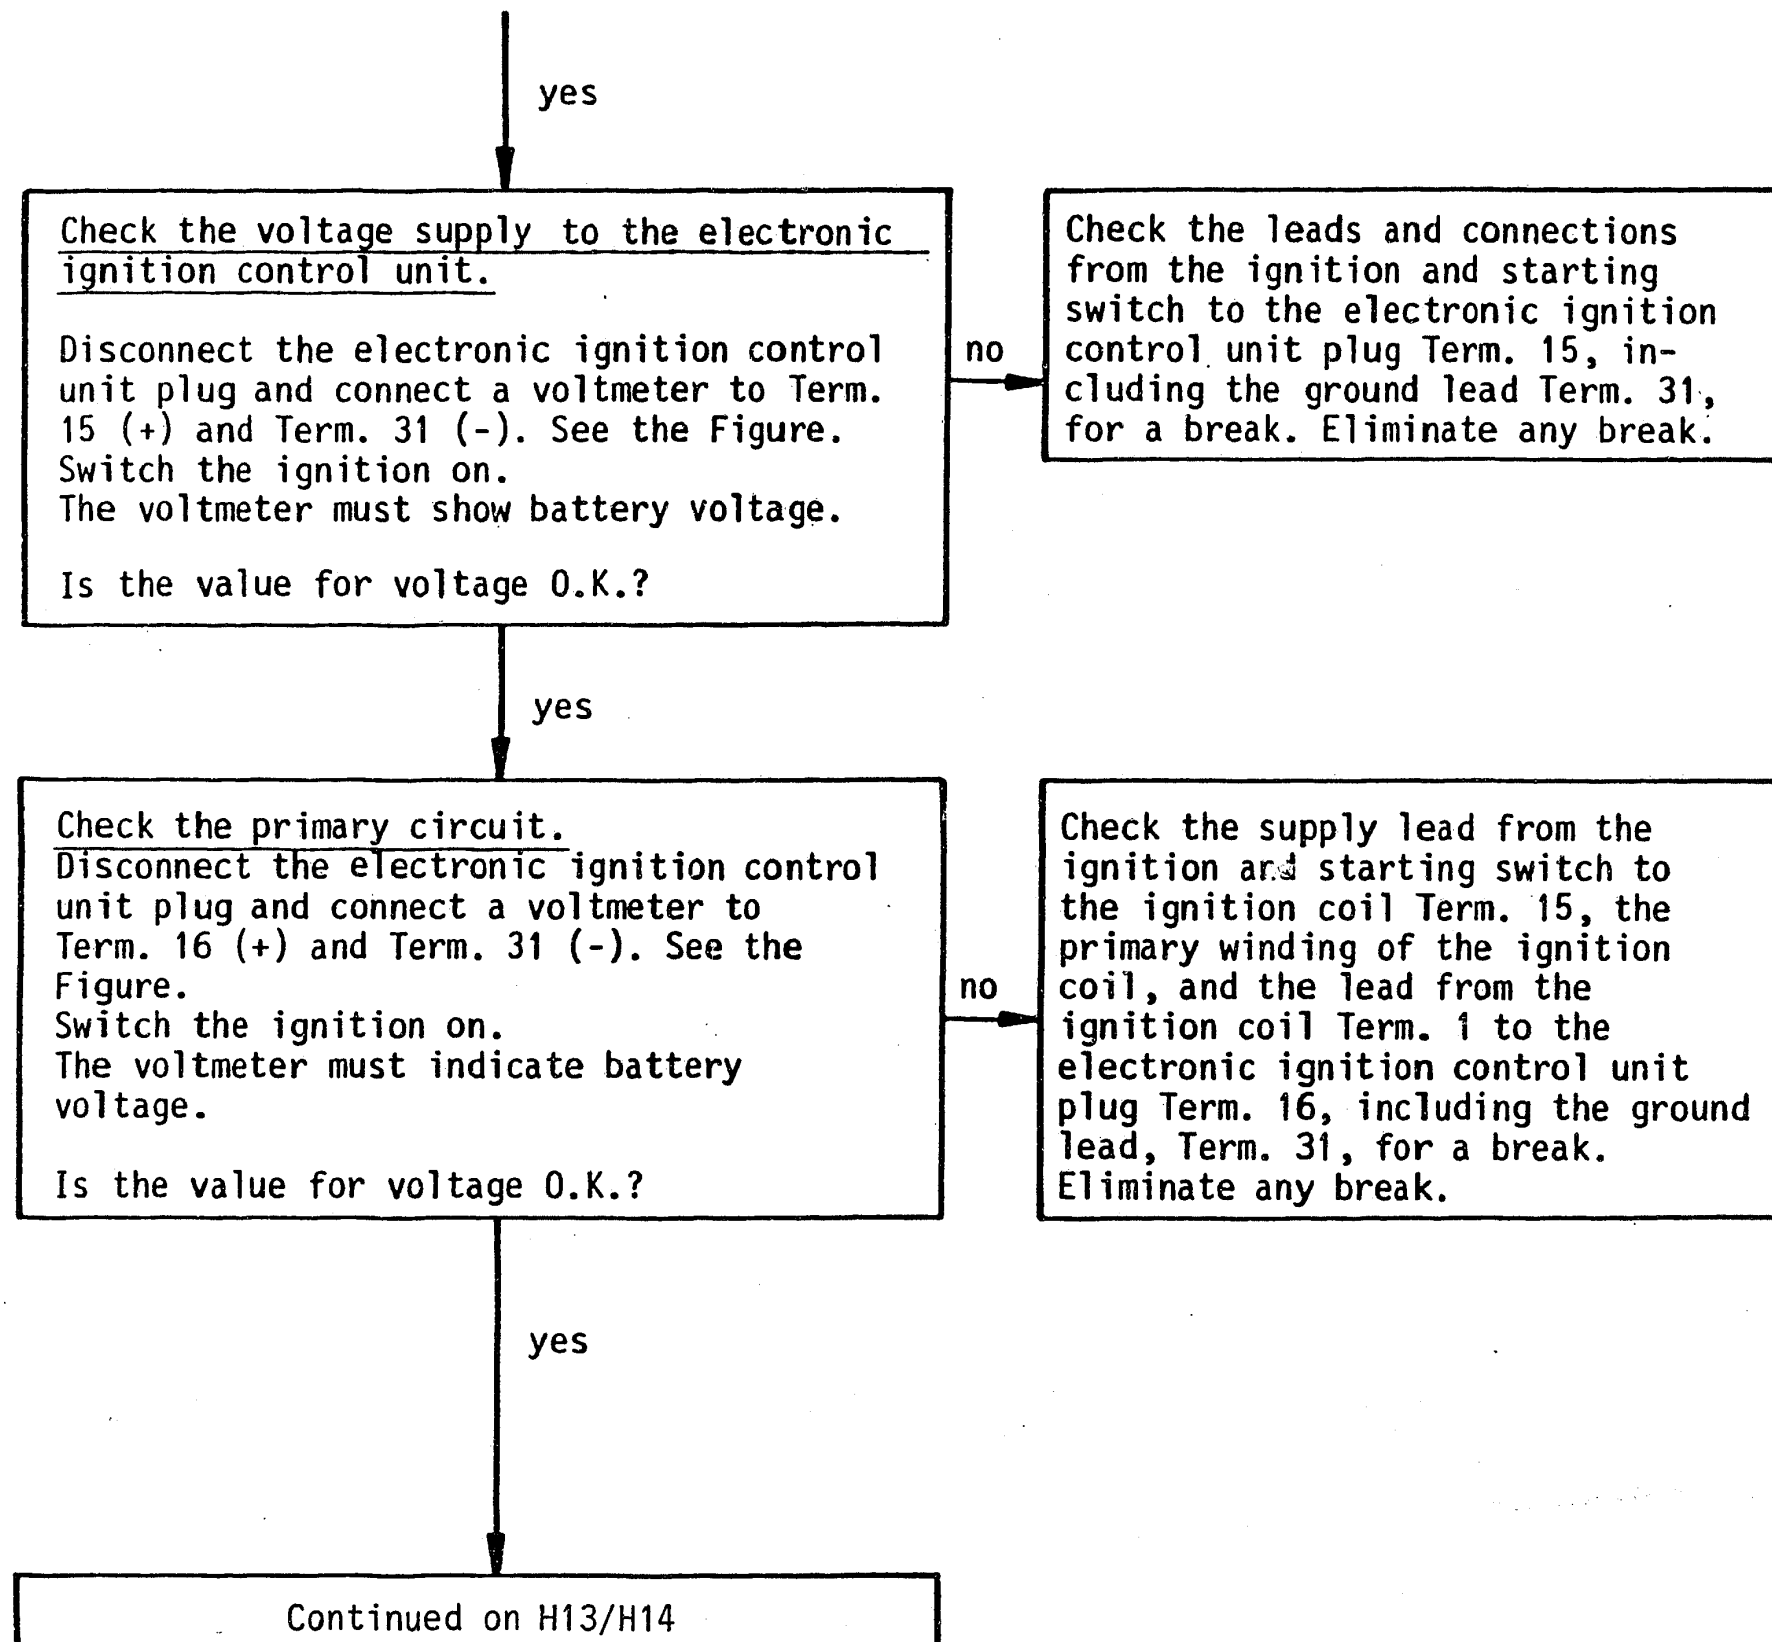 yes
Check the voltage supply to the electronic
ignition control unit.
Disconnect the electronic ignition control
unit plug and connect a voltmeter to Term.
15 (+) and Term. 31 (-). See the Figure.
Switch the ignition on.
The voltmeter must show battery voltage.
Is the value for voltage O.K.?
no
Check the leads and connections
from the ignition and starting
switch to the electronic ignition
control unit plug Term. 15, in-
cluding the ground lead Term. 31,
for a break. Eliminate any break.
yes
Check the primary circuit.
Disconnect the electronic ignition control
unit plug and connect a voltmeter to
Term. 16 (+) and Term. 31 (-). See the
Figure.
Switch the ignition on.
The voltmeter must indicate battery
voltage.
Is the value for voltage O.K.?
no
Check the supply lead from the
ignition and starting switch to
the ignition coil Term. 15, the
primary winding of the ignition
coil, and the lead from the
ignition coil Term. 1 to the
electronic ignition control unit
plug Term. 16, including the ground
lead, Term. 31, for a break.
Eliminate any break.
yes
Continued on H13/H14